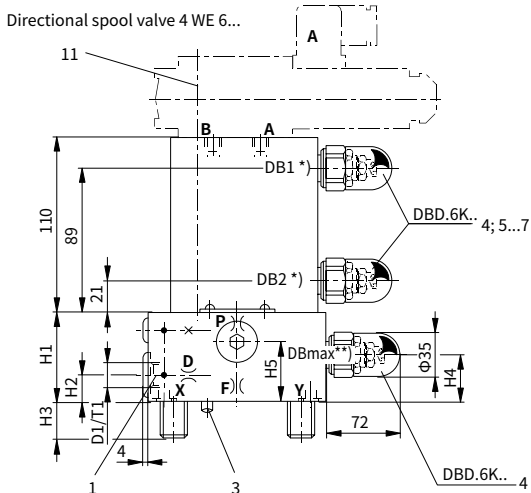 Directional spool valve 4 WE 6...
A
11
B
A
DB1 *)
DBD.6K..
4; 5...7
110
89
DB2 *)
21
P
H1
D
DBmax**)
Φ35
H5
H4
H2
X
F
Y
H3
D1/T1
72
4
1
3
DBD.6K..
4